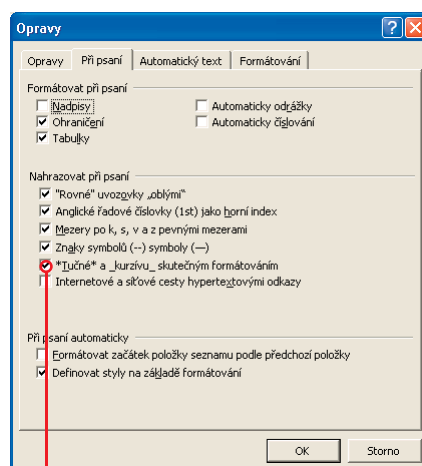 Opravy
Opravy Při psaní Automatický text Formátování
Formátovat při psaní
Nadpisy Automaticky odrážky
Ohraničení Automaticky číslování
Tabulky
Nahrazovat při psaní
"Rovné" uvozovky „oblými“
Anglické řadové číslovky (1st) jako horní index
Mezery po k, s, v a z pevnými mezerami
Znaky symbolů (--) symboly (—)
*Tučné* a _kurzívu_ skutečným formátováním
Internetové a síťové cesty hypertextovými odkazy
Při psaní automaticky
Formátovat začátek položky seznamu podle předchozí položky
Definovat styly na základě formátování
OK Storno